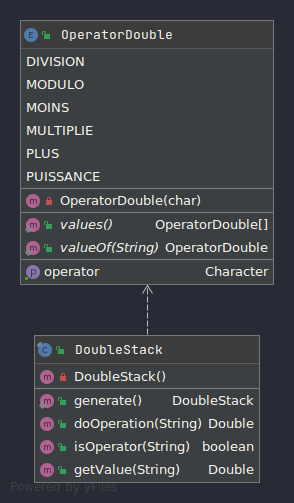 OperatorDouble
DIVISION
MODULO
MOINS
MULTIPLIE
PLUS
PUISSANCE
OperatorDouble(char)
values() OperatorDouble[]
valueOf(String) OperatorDouble
operator Character
DoubleStack
DoubleStack()
generate() DoubleStack
doOperation(String) Double
isOperator(String) boolean
getValue(String) Double
Powered by yFiles